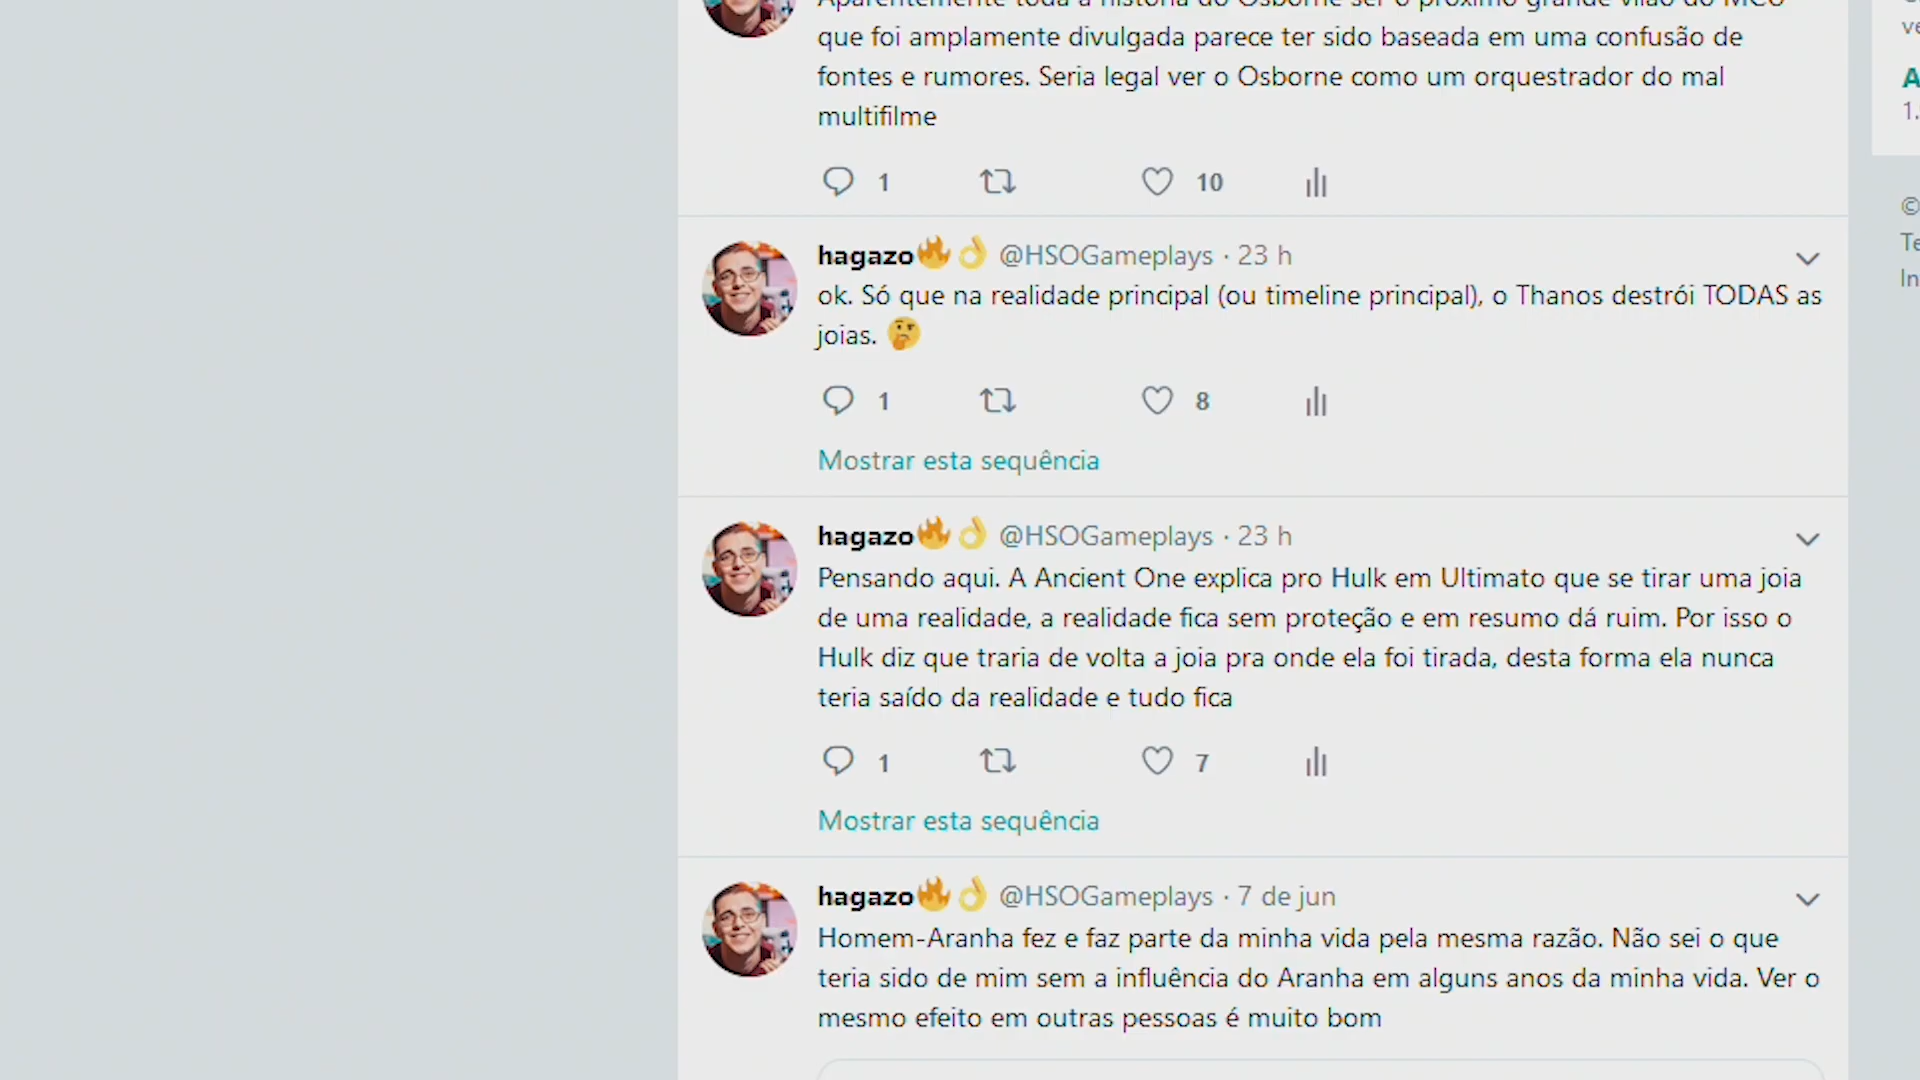 Aparentemente toda a história do Osborne ser o próximo grande vilão do MCU
que foi amplamente divulgada parece ter sido baseada em uma confusão de
fontes e rumores. Seria legal ver o Osborne como um orquestrador do mal
multifilme
1 10
hagazo🔥👌 @HSOGameplays · 23 h
ok. Só que na realidade principal (ou timeline principal), o Thanos destrói TODAS as
joias. 🤔
1 8
Mostrar esta sequência
hagazo🔥👌 @HSOGameplays · 23 h
Pensando aqui. A Ancient One explica pro Hulk em Ultimato que se tirar uma joia
de uma realidade, a realidade fica sem proteção e em resumo dá ruim. Por isso o
Hulk diz que traria de volta a joia pra onde ela foi tirada, desta forma ela nunca
teria saído da realidade e tudo fica
1 7
Mostrar esta sequência
hagazo🔥👌 @HSOGameplays · 7 de jun
Homem-Aranha fez e faz parte da minha vida pela mesma razão. Não sei o que
teria sido de mim sem a influência do Aranha em alguns anos da minha vida. Ver o
mesmo efeito em outras pessoas é muito bom